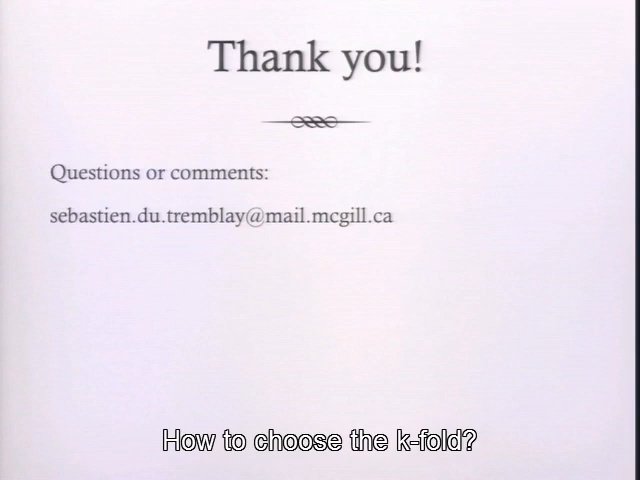 Thank you!
Questions or comments:
sebastien.du.tremblay@mail.mcgill.ca
How to choose the k-fold?